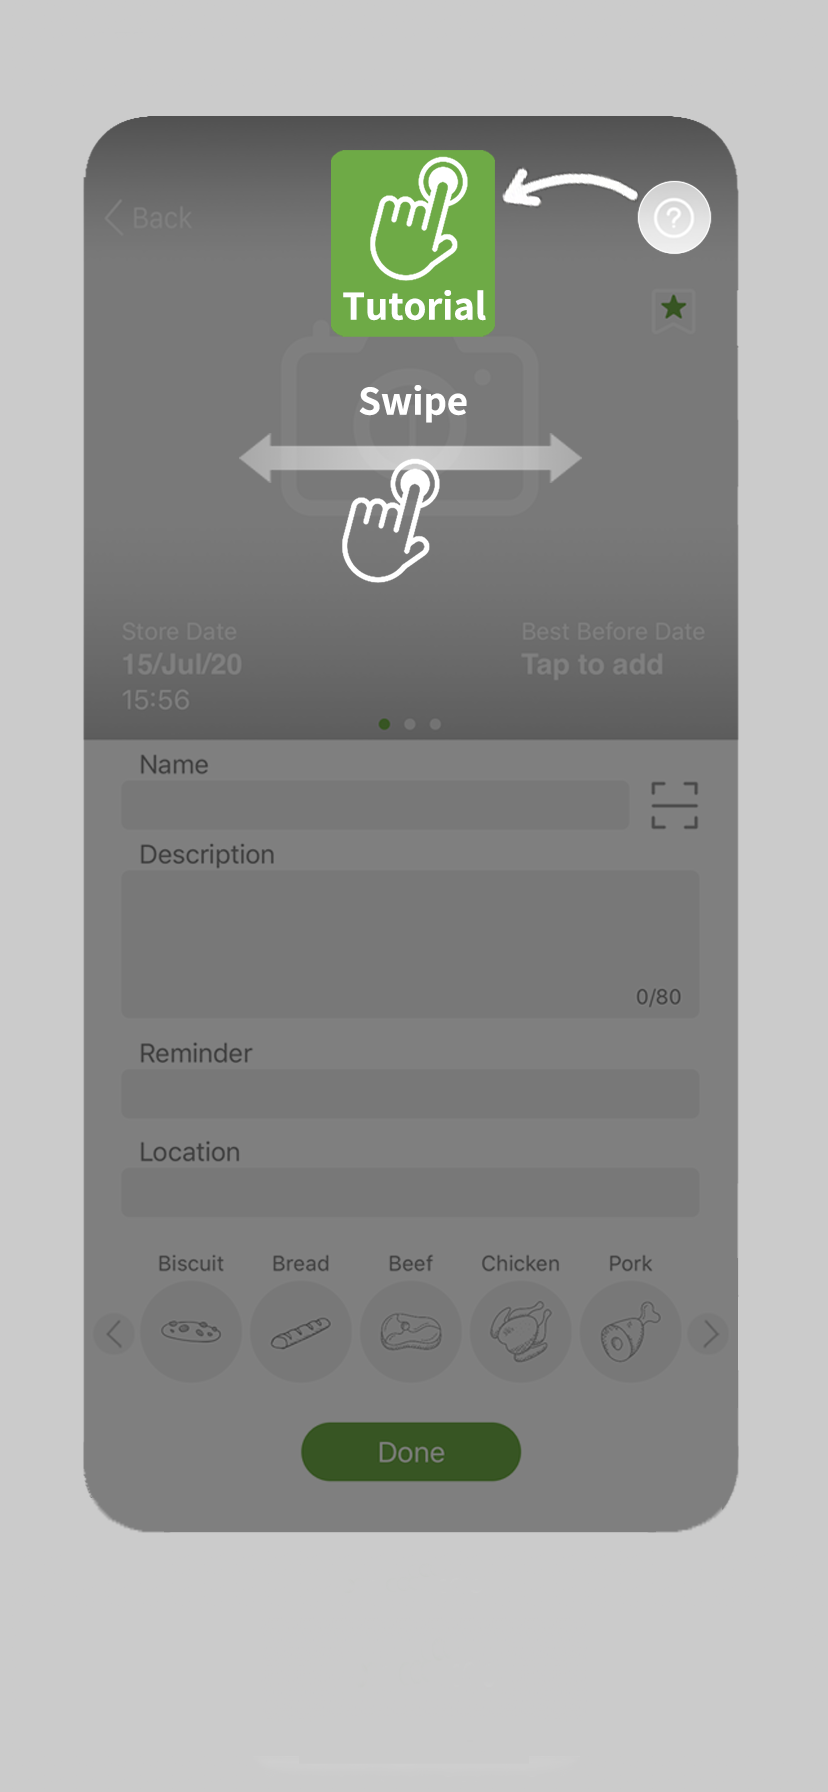 Back
?
Tutorial
Swipe
Store Date
15/Jul/20
15:56
Best Before Date
Tap to add
Name
Description
0/80
Reminder
Location
Biscuit
Bread
Beef
Chicken
Pork
Done